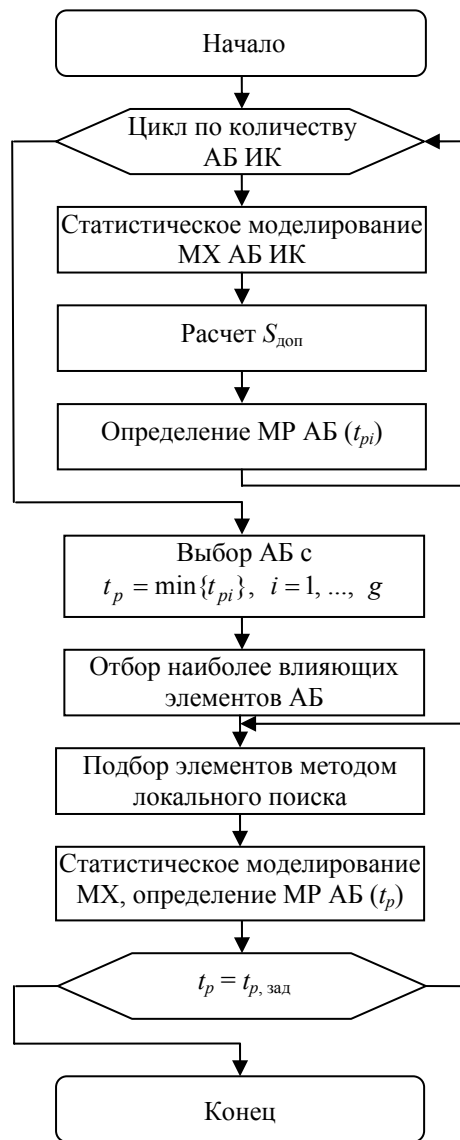 Начало
Цикл по количеству
АБ ИК
Статистическое моделирование
МХ АБ ИК
Расчет Sдоп
Определение МР АБ (tpi)
Выбор АБ с
tp = min{tpi}, i = 1, ..., g
Отбор наиболее влияющих
элементов АБ
Подбор элементов методом
локального поиска
Статистическое моделирование
МХ, определение МР АБ (tp)
tp = tp, зад
Конец